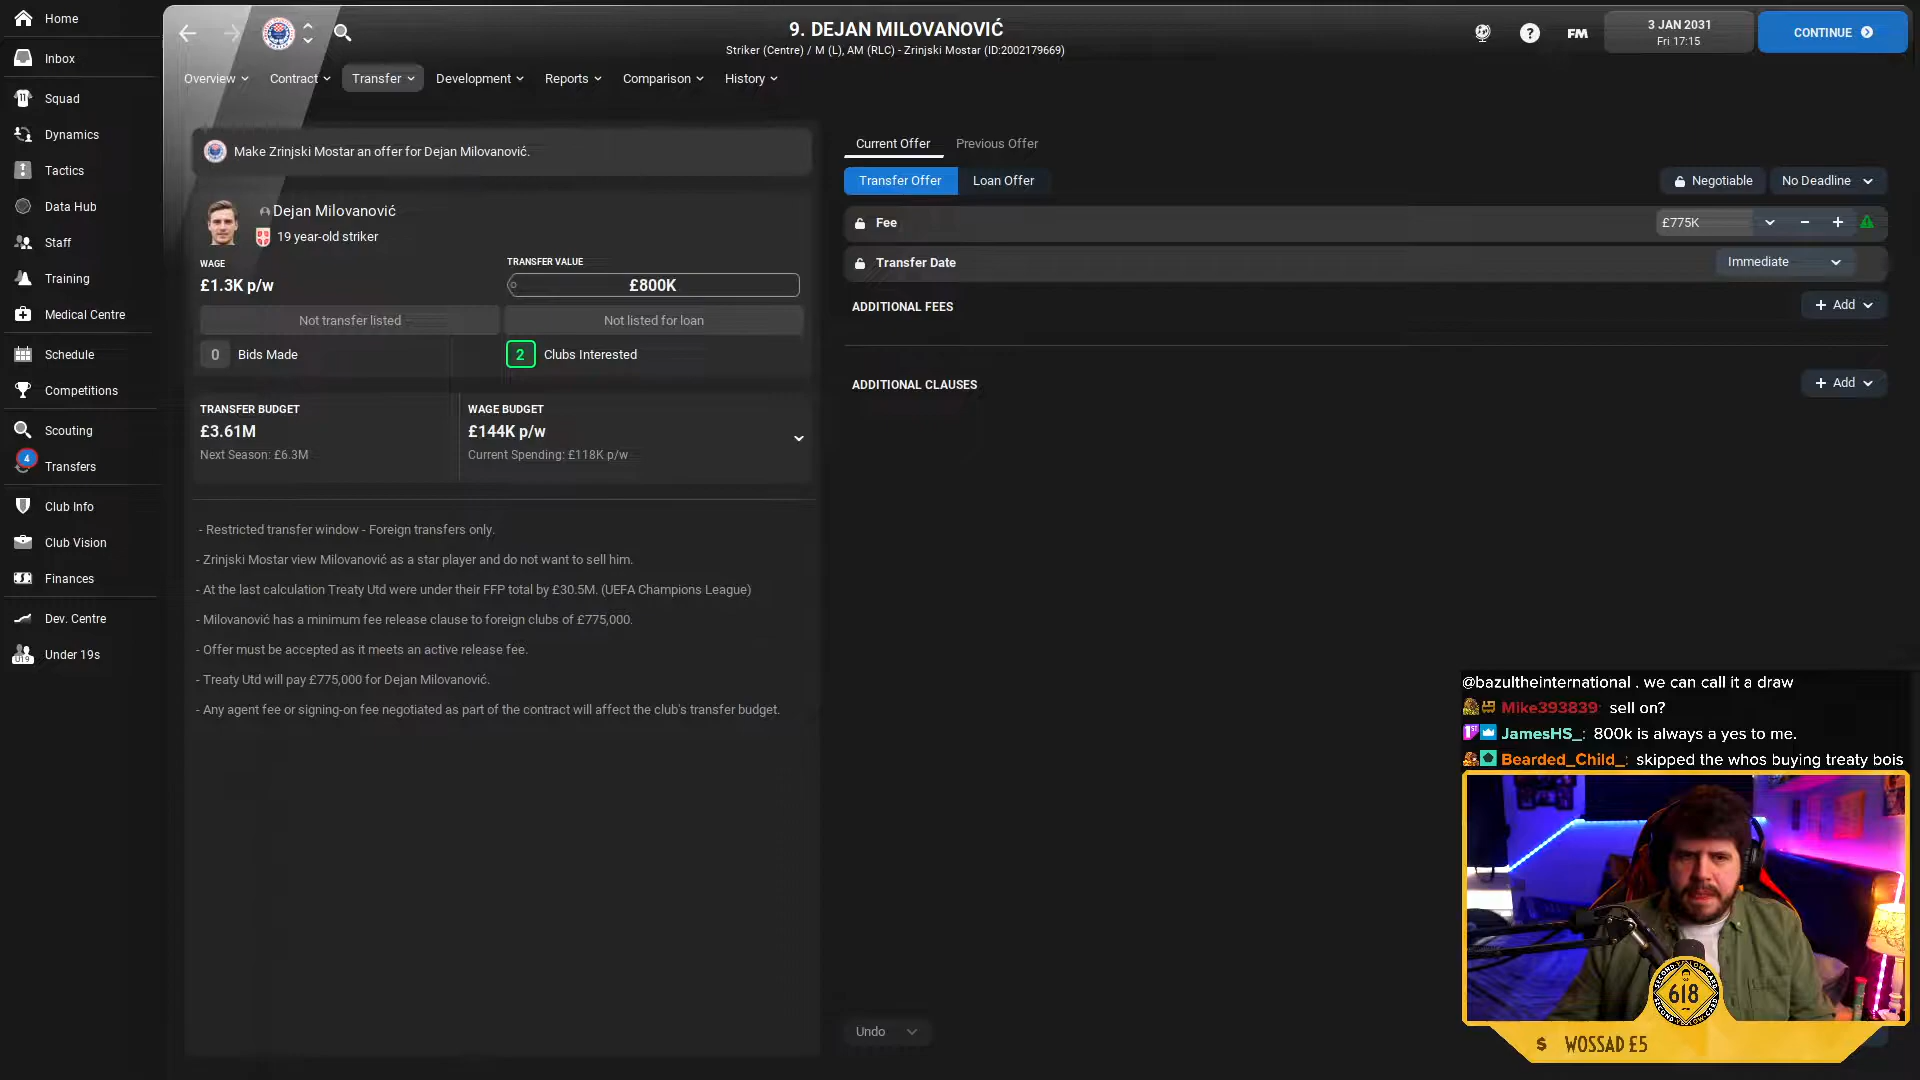 Home
Inbox
Squad
Dynamics
Tactics
Data Hub
Staff
Training
Medical Centre
Schedule
Competitions
Scouting
4
Transfers
Club Info
Club Vision
Finances
Dev. Centre
U19
Under 19s
9. DEJAN MILOVANOVIĆ
Striker (Centre) / M (L), AM (RLC) - Zrinjski Mostar (ID:2002179669)
FM
3 JAN 2031
Fri 17:15
CONTINUE
Overview
Contract
Transfer
Development
Reports
Comparison
History
Make Zrinjski Mostar an offer for Dejan Milovanović.
Dejan Milovanović
19 year-old striker
WAGE
£1.3K p/w
TRANSFER VALUE
£800K
Not transfer listed
Not listed for loan
0 Bids Made
2 Clubs Interested
TRANSFER BUDGET
£3.61M
Next Season: £6.3M
WAGE BUDGET
£144K p/w
Current Spending: £118K p/w
- Restricted transfer window - Foreign transfers only.
- Zrinjski Mostar view Milovanović as a star player and do not want to sell him.
- At the last calculation Treaty Utd were under their FFP total by £30.5M. (UEFA Champions League)
- Milovanović has a minimum fee release clause to foreign clubs of £775,000.
- Offer must be accepted as it meets an active release fee.
- Treaty Utd will pay £775,000 for Dejan Milovanović.
- Any agent fee or signing-on fee negotiated as part of the contract will affect the club's transfer budget.
Current Offer
Previous Offer
Transfer Offer
Loan Offer
Negotiable
No Deadline
Fee
£775K
Transfer Date
Immediate
ADDITIONAL FEES
+ Add
ADDITIONAL CLAUSES
+ Add
Undo
@bazultheinternational . we can call it a draw
Mike393839: sell on?
JamesHS_: 800k is always a yes to me.
Bearded_Child_: skipped the whos buying treaty bois
SECOND YELLOW CARD
618
$ WOSSAD £5